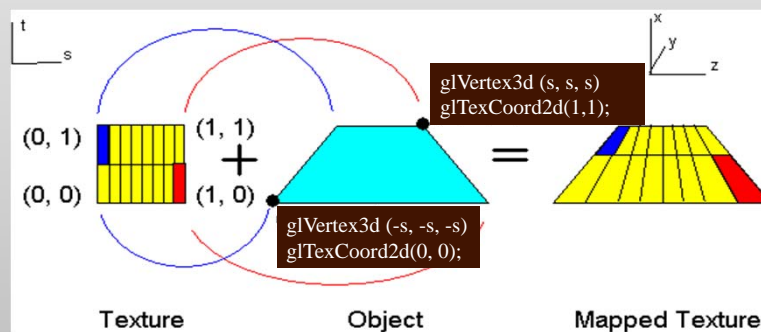 t
s
x
y
z
glVertex3d (s, s, s)
glTexCoord2d(1,1);
(0, 1)
(1, 1)
+
=
(0, 0)
(1, 0)
glVertex3d (-s, -s, -s)
glTexCoord2d(0, 0);
Texture
Object
Mapped Texture